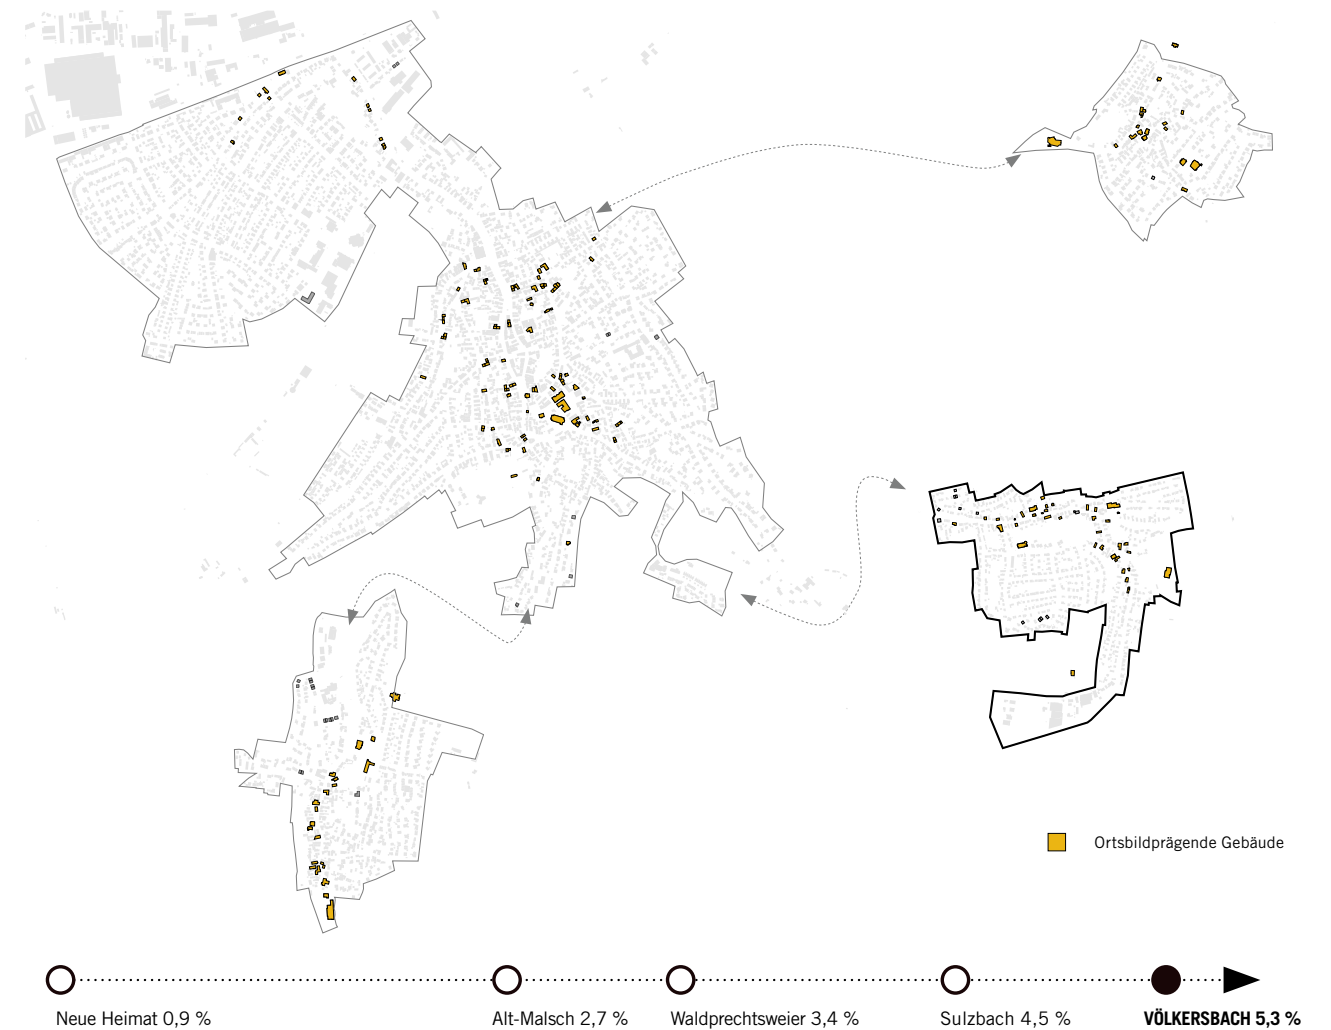 Ortsbildprägende Gebäude
Neue Heimat 0,9 %
Alt-Malsch 2,7 %
Waldprechtsweier 3,4 %
Sulzbach 4,5 %
VÖLKERSBACH 5,3 %